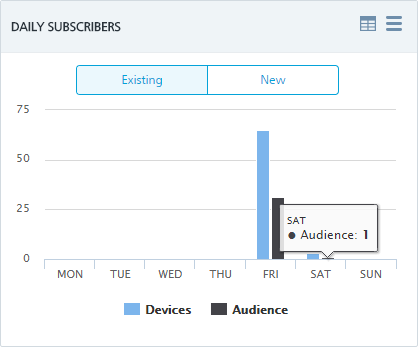 DAILY SUBSCRIBERS
Existing New
75
50
25
0
SAT
● Audience: 1
MON TUE WED THU FRI SAT SUN
Devices Audience